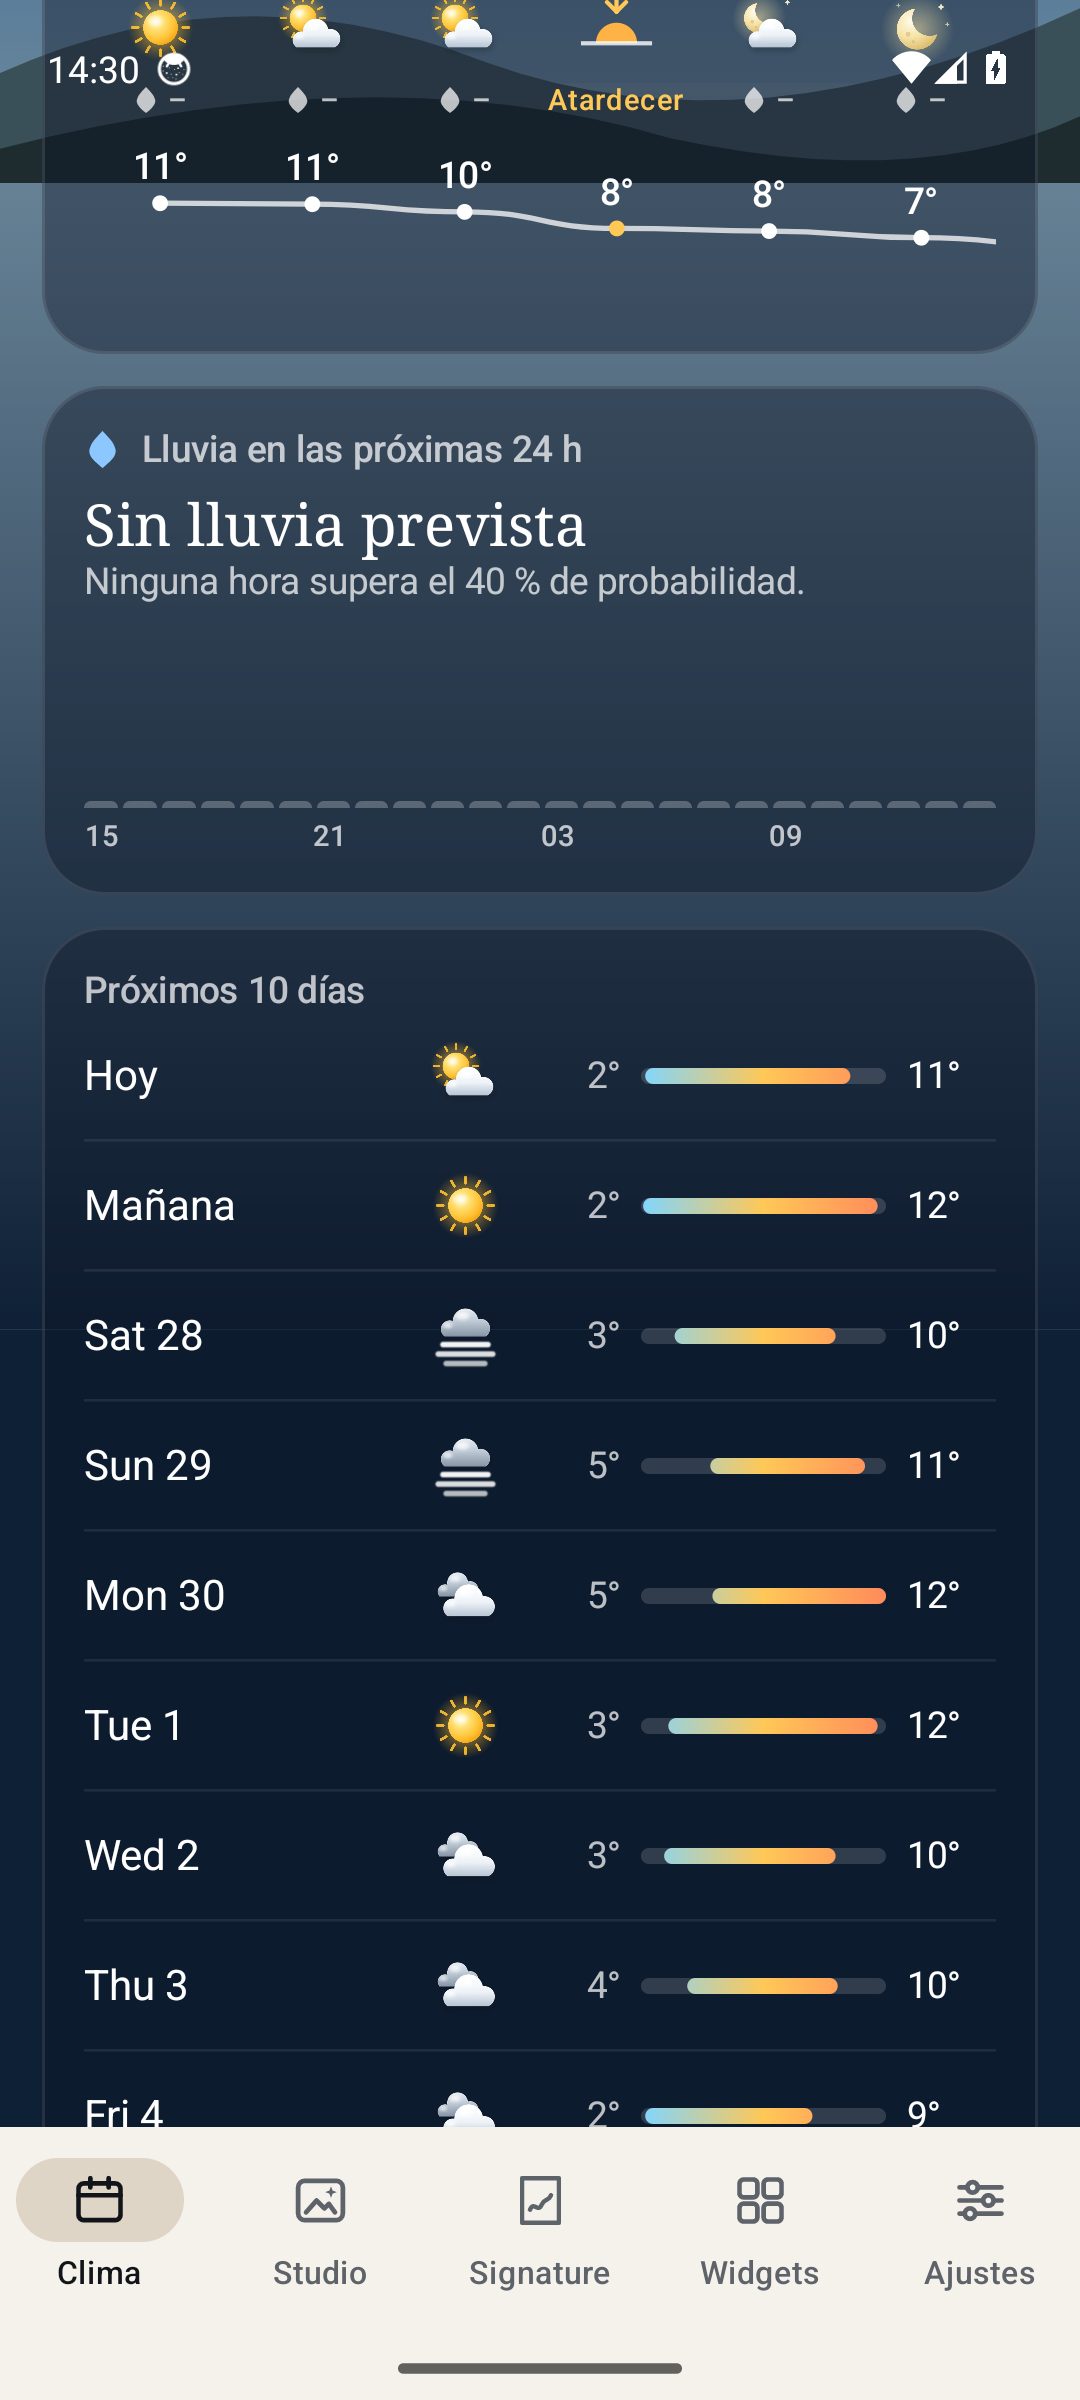 14:30
– – – Atardecer – –
11° 11° 10° 8° 8° 7°
Lluvia en las próximas 24 h
Sin lluvia prevista
Ninguna hora supera el 40 % de probabilidad.
15 21 03 09
Próximos 10 días
Hoy 2° 11°
Mañana 2° 12°
Sat 28 3° 10°
Sun 29 5° 11°
Mon 30 5° 12°
Tue 1 3° 12°
Wed 2 3° 10°
Thu 3 4° 10°
Fri 4 2° 9°
Clima Studio Signature Widgets Ajustes